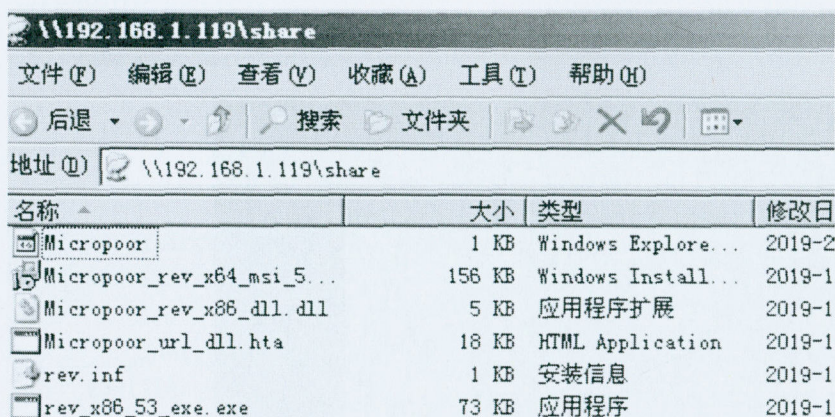 \\192.168.1.119\share
文件(F) 编辑(E) 查看(V) 收藏(A) 工具(T) 帮助(H)
后退 搜索 文件夹
地址(D) \\192.168.1.119\share
名称 大小 类型 修改日
Micropoor 1 KB Windows Explore... 2019-2
Micropoor_rev_x64_msi_5... 156 KB Windows Install... 2019-1
Micropoor_rev_x86_dll.dll 5 KB 应用程序扩展 2019-1
Micropoor_url_dll.hta 18 KB HTML Application 2019-1
rev.inf 1 KB 安装信息 2019-1
rev_x86_53_exe.exe 73 KB 应用程序 2019-1